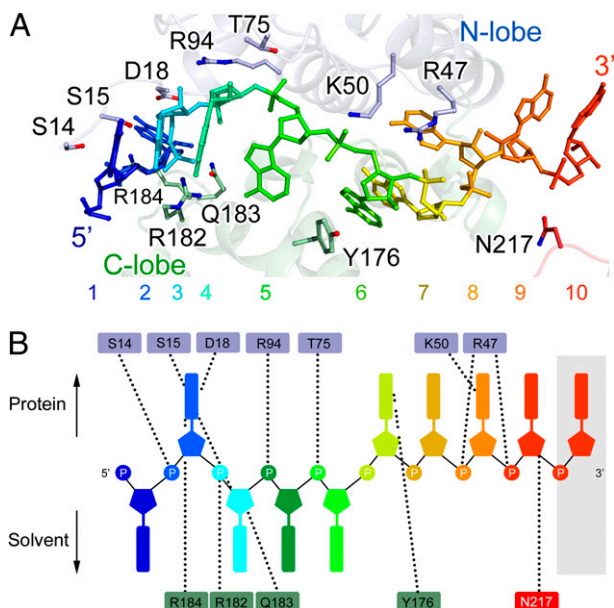 A
T75
N-lobe
R94
D18
K50
R47
3'
S15
S14
R184
Q183
R182
5'
Y176
N217
C-lobe
1 2 3 4 5 6 7 8 9 10
B
S14 S15 D18 R94 T75 K50 R47
Protein
5' P P P P P P P P P P 3'
Solvent
R184 R182 Q183 Y176 N217